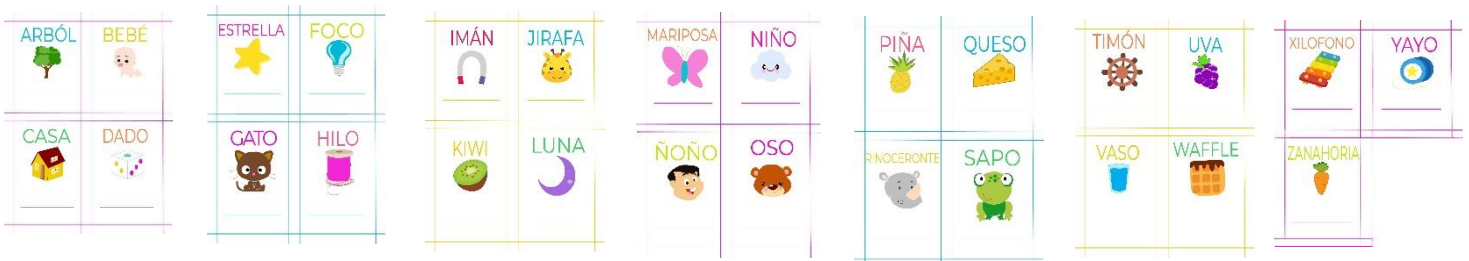 ARBÓL BEBÉ
CASA DADO
ESTRELLA FOCO
GATO HILO
IMÁN JIRAFA
KIWI LUNA
MARIPOSA NIÑO
ÑOÑO OSO
PIÑA QUESO
RINOCERONTE SAPO
TIMÓN UVA
VASO WAFFLE
XILOFONO YAYO
ZANAHORIA